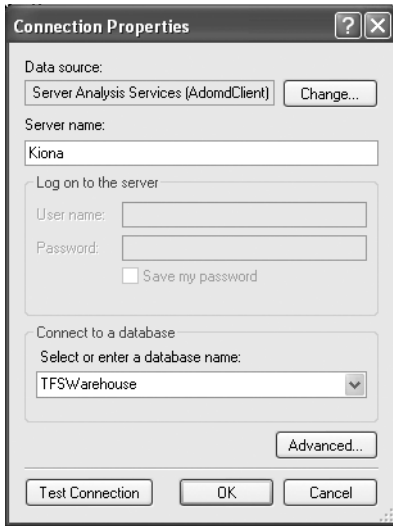 Connection Properties
Data source:
Server Analysis Services (AdomdClient) Change...
Server name:
Kiona
Log on to the server
User name:
Password:
Save my password
Connect to a database
Select or enter a database name:
TFSWarehouse
Advanced...
Test Connection OK Cancel